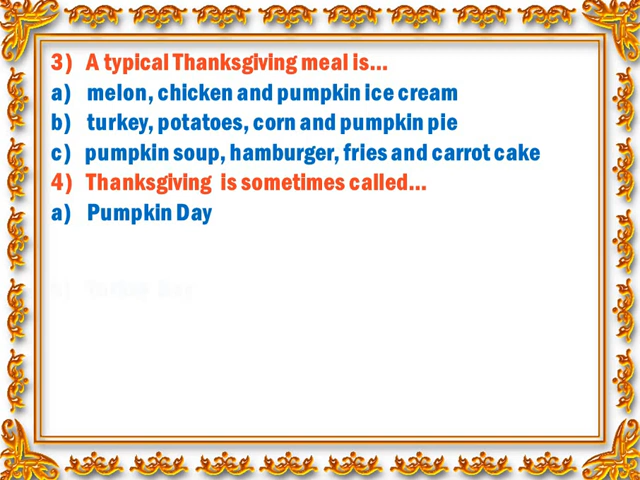 3) A typical Thanksgiving meal is...
a) melon, chicken and pumpkin ice cream
b) turkey, potatoes, corn and pumpkin pie
c) pumpkin soup, hamburger, fries and carrot cake
4) Thanksgiving is sometimes called...
a) Pumpkin Day